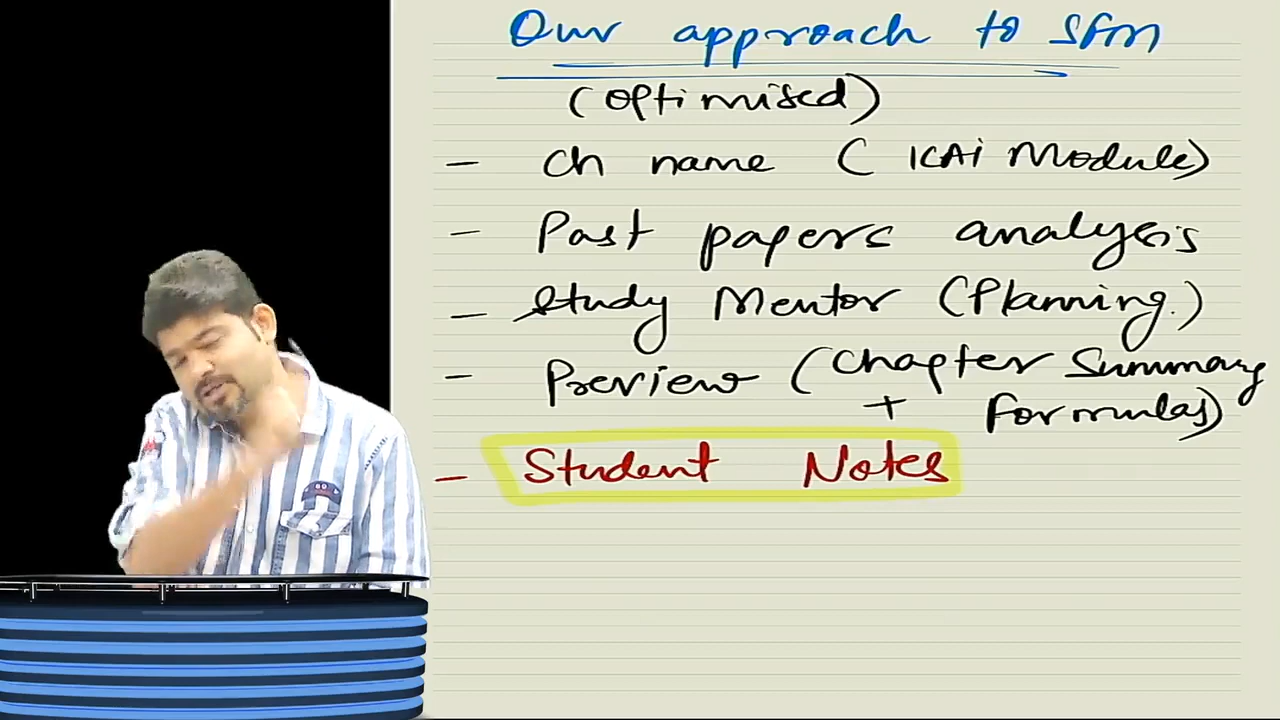 Our approach to SFM
(optimised)
- Ch name (ICAI Module)
- Past papers analysis
- Study Mentor (Planning.)
- Preview (Chapter Summary
+ Formulas)
- Student Notes